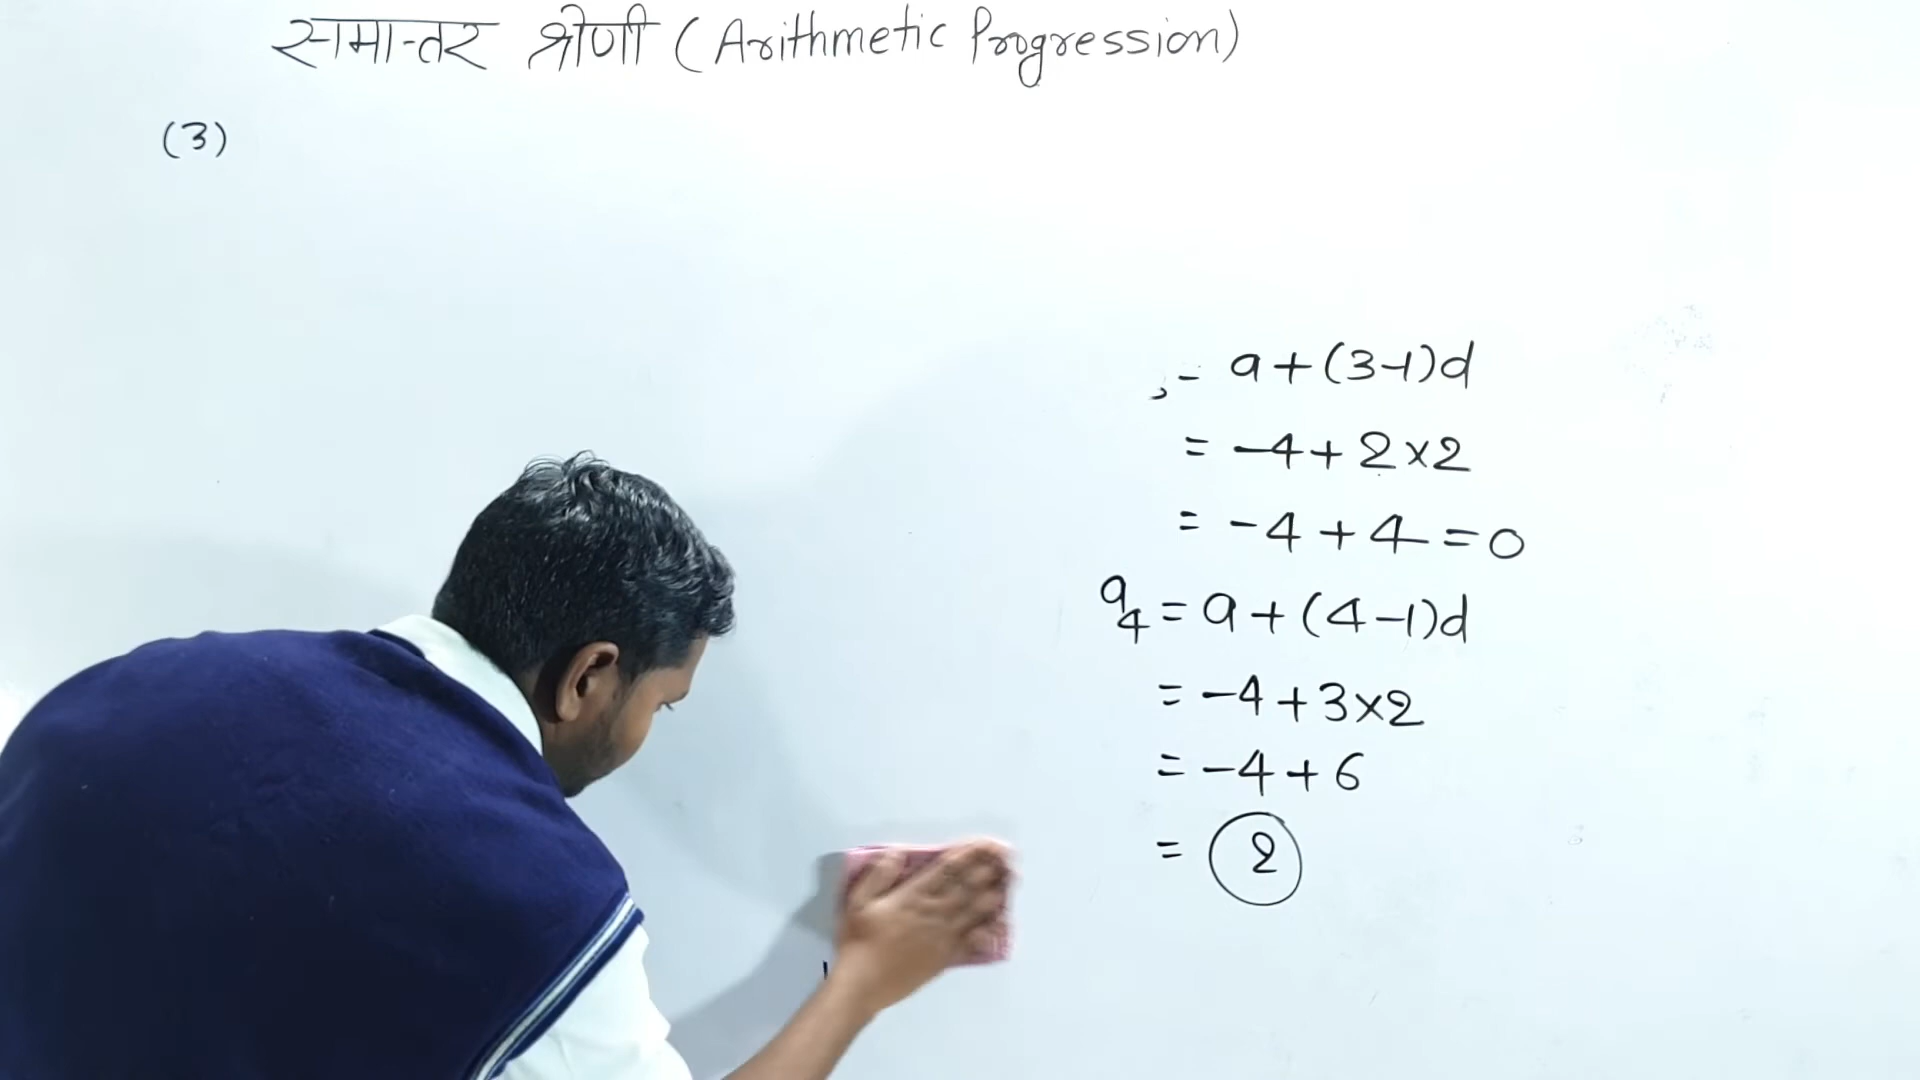 समान्तर श्रेणी (Arithmetic Progression)
(3)
a+(3-1)d
= -4+2×2
= -4+4=0
a4 = a+(4-1)d
= -4+3×2
= -4+6
= 2